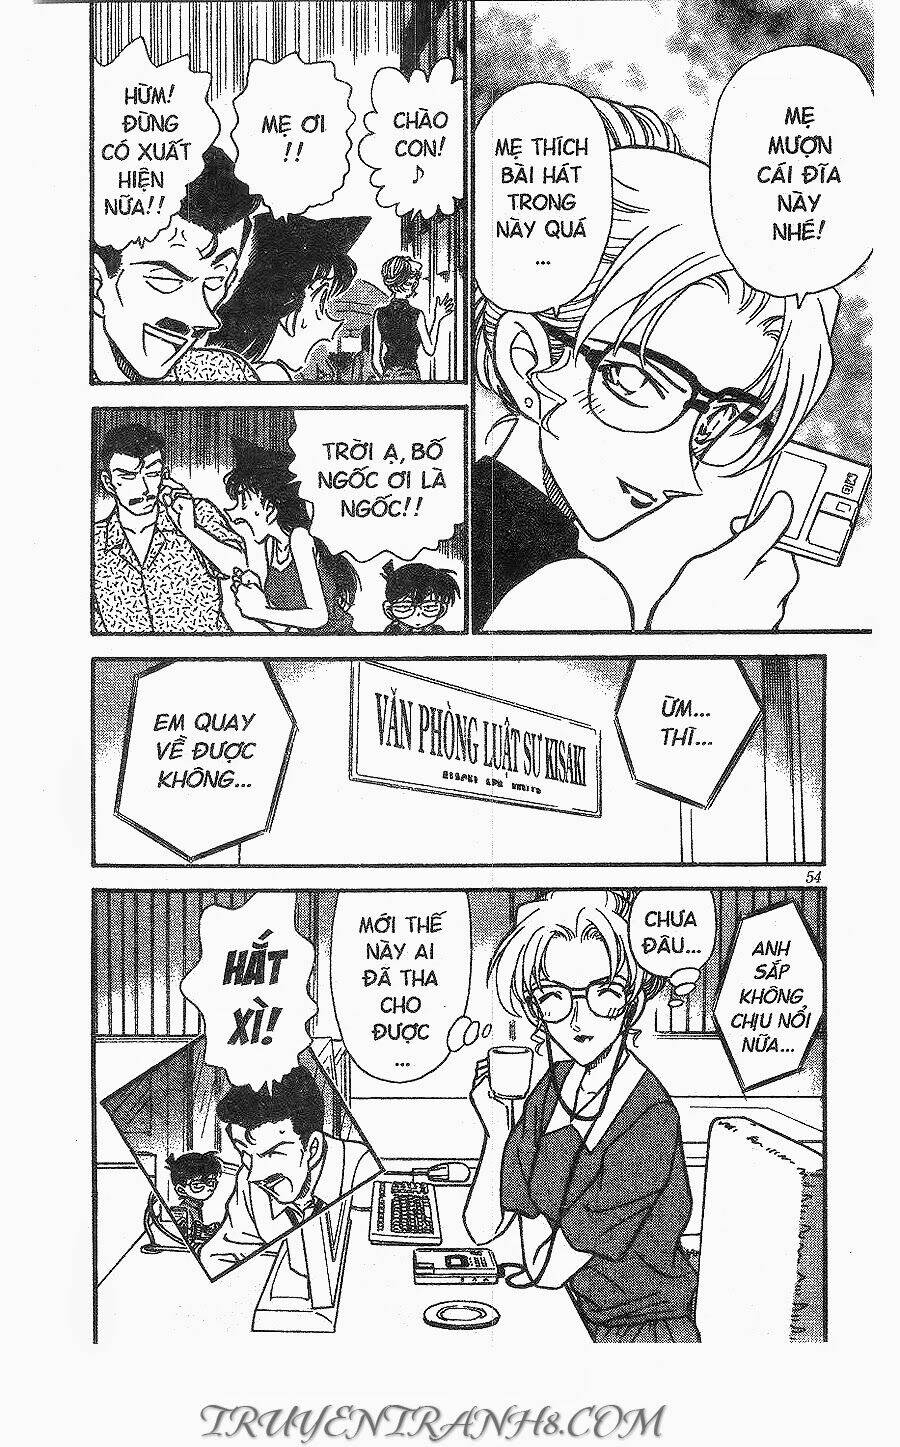 MẸ
MƯỢN
CÁI ĐĨA
NÀY
NHÉ!
MẸ THÍCH
BÀI HÁT
TRONG
NÀY QUÁ
...
CHÀO
CON!
♪
MẸ ƠI
!!
HỪM!
ĐỪNG
CÓ XUẤT
HIỆN
NỮA!!
TRỜI Ạ, BỐ
NGỐC ƠI LÀ
NGỐC!!
ỪM...
THÌ...
VĂN PHÒNG LUẬT SƯ KISAKI
EM QUAY
VỀ ĐƯỢC
KHÔNG...
54
ANH
SẮP
KHÔNG
CHỊU NỔI
NỮA...
CHƯA
ĐÂU...
MỚI THẾ
NÀY AI
ĐÃ THA
CHO
ĐƯỢC
...
HẮT
XÌ!
TRUYENTRANH8.COM